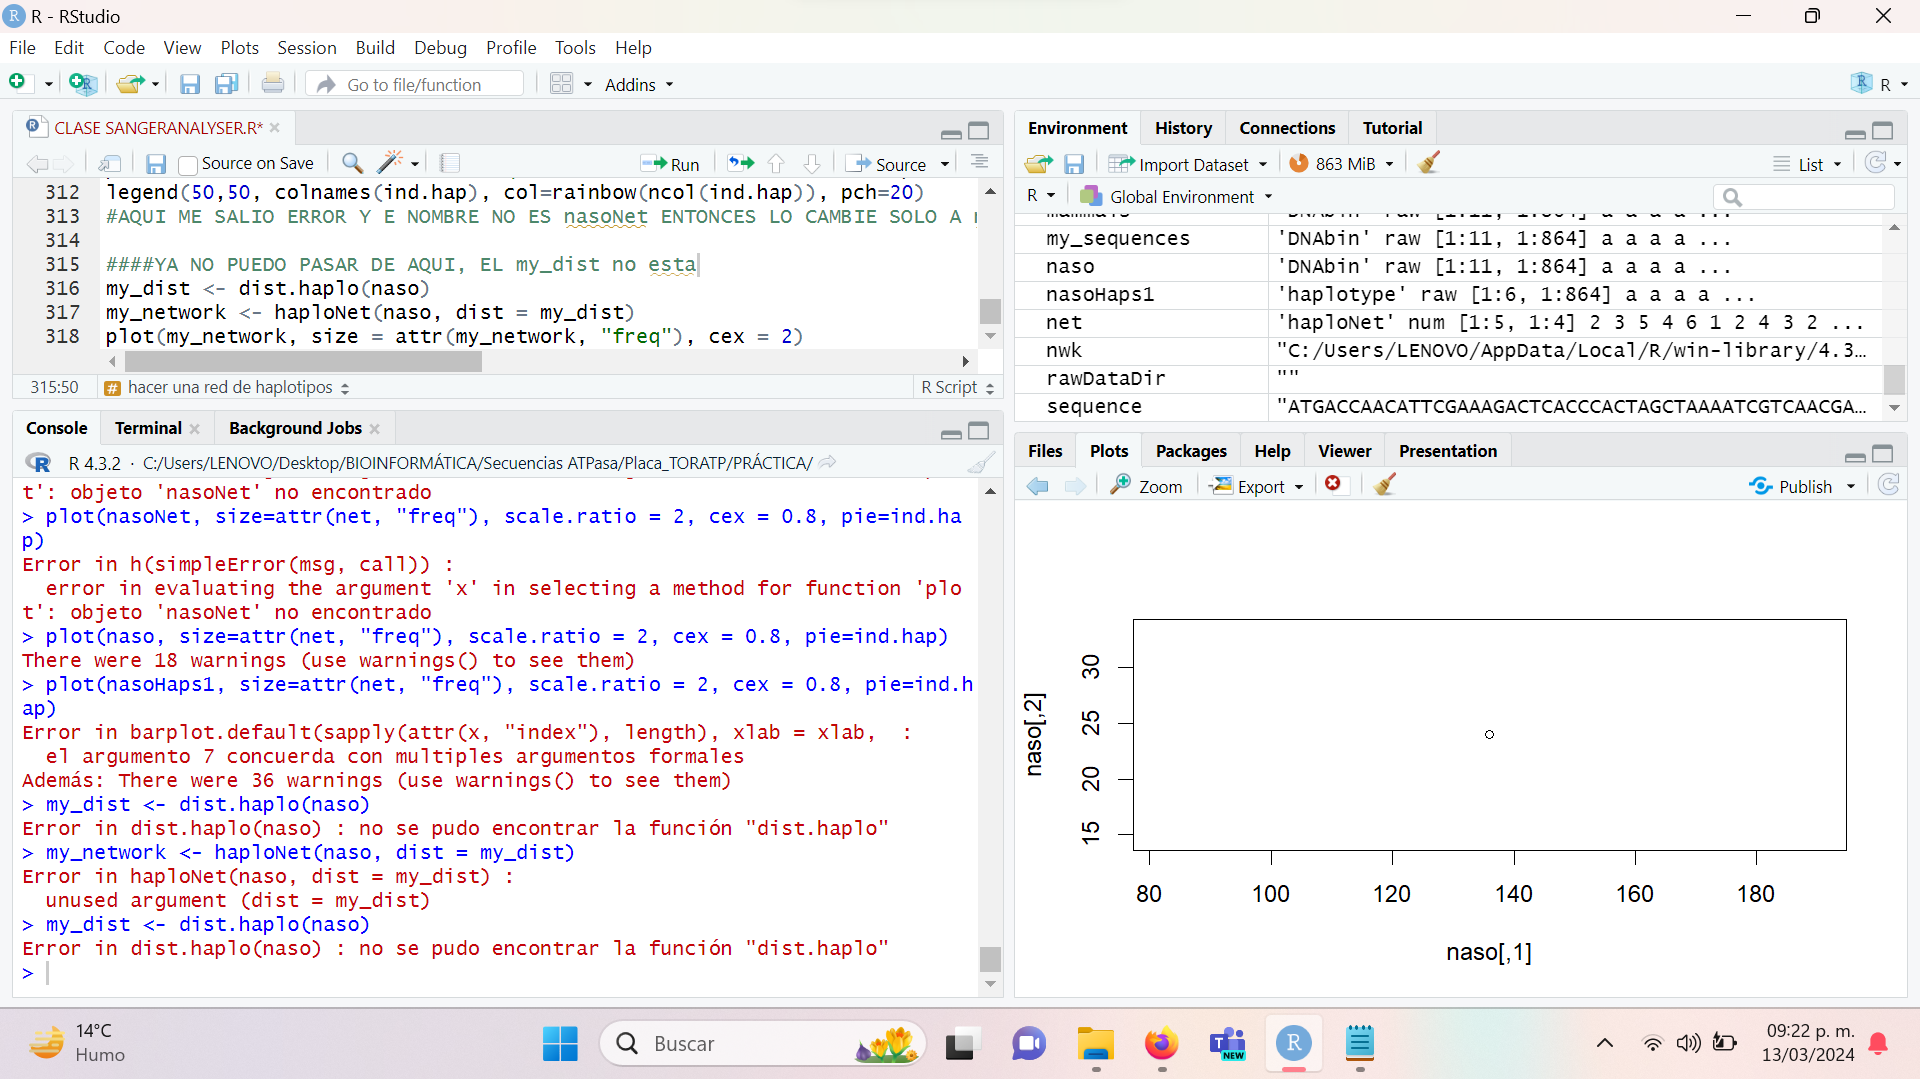 R - RStudio
File Edit Code View Plots Session Build Debug Profile Tools Help
Go to file/function Addins R
CLASE SANGERANALYSER.R*
Source on Save Run Source
312 legend(50,50, colnames(ind.hap), col=rainbow(ncol(ind.hap)), pch=20)
313 #AQUI ME SALIO ERROR Y E NOMBRE NO ES nasoNet ENTONCES LO CAMBIE SOLO A
314
315 ####YA NO PUEDO PASAR DE AQUI, EL my_dist no esta
316 my_dist <- dist.haplo(naso)
317 my_network <- haploNet(naso, dist = my_dist)
318 plot(my_network, size = attr(my_network, "freq"), cex = 2)
315:50 # hacer una red de haplotipos R Script
Console Terminal Background Jobs
R 4.3.2 · C:/Users/LENOVO/Desktop/BIOINFORMÁTICA/Secuencias ATPasa/Placa_TORATP/PRÁCTICA/
t': objeto 'nasoNet' no encontrado
> plot(nasoNet, size=attr(net, "freq"), scale.ratio = 2, cex = 0.8, pie=ind.ha
p)
Error in h(simpleError(msg, call)) :
error in evaluating the argument 'x' in selecting a method for function 'plo
t': objeto 'nasoNet' no encontrado
> plot(naso, size=attr(net, "freq"), scale.ratio = 2, cex = 0.8, pie=ind.hap)
There were 18 warnings (use warnings() to see them)
> plot(nasoHaps1, size=attr(net, "freq"), scale.ratio = 2, cex = 0.8, pie=ind.h
ap)
Error in barplot.default(sapply(attr(x, "index"), length), xlab = xlab, :
el argumento 7 concuerda con multiples argumentos formales
Además: There were 36 warnings (use warnings() to see them)
> my_dist <- dist.haplo(naso)
Error in dist.haplo(naso) : no se pudo encontrar la función "dist.haplo"
> my_network <- haploNet(naso, dist = my_dist)
Error in haploNet(naso, dist = my_dist) :
unused argument (dist = my_dist)
> my_dist <- dist.haplo(naso)
Error in dist.haplo(naso) : no se pudo encontrar la función "dist.haplo"
>
Environment History Connections Tutorial
Import Dataset 863 MiB List
R Global Environment
my_sequences 'DNAbin' raw [1:11, 1:864] a a a a ...
naso 'DNAbin' raw [1:11, 1:864] a a a a ...
nasoHaps1 'haplotype' raw [1:6, 1:864] a a a a ...
net 'haploNet' num [1:5, 1:4] 2 3 5 4 6 1 2 4 3 2 ...
nwk "C:/Users/LENOVO/AppData/Local/R/win-library/4.3…
rawDataDir ""
sequence "ATGACCAACATTCGAAAGACTCACCCACTAGCTAAAATCGTCAACGA…
Files Plots Packages Help Viewer Presentation
Zoom Export Publish
naso[,2]
30
25
20
15
80 100 120 140 160 180
naso[,1]
14°C
Humo
Buscar
NEW
09:22 p. m.
13/03/2024